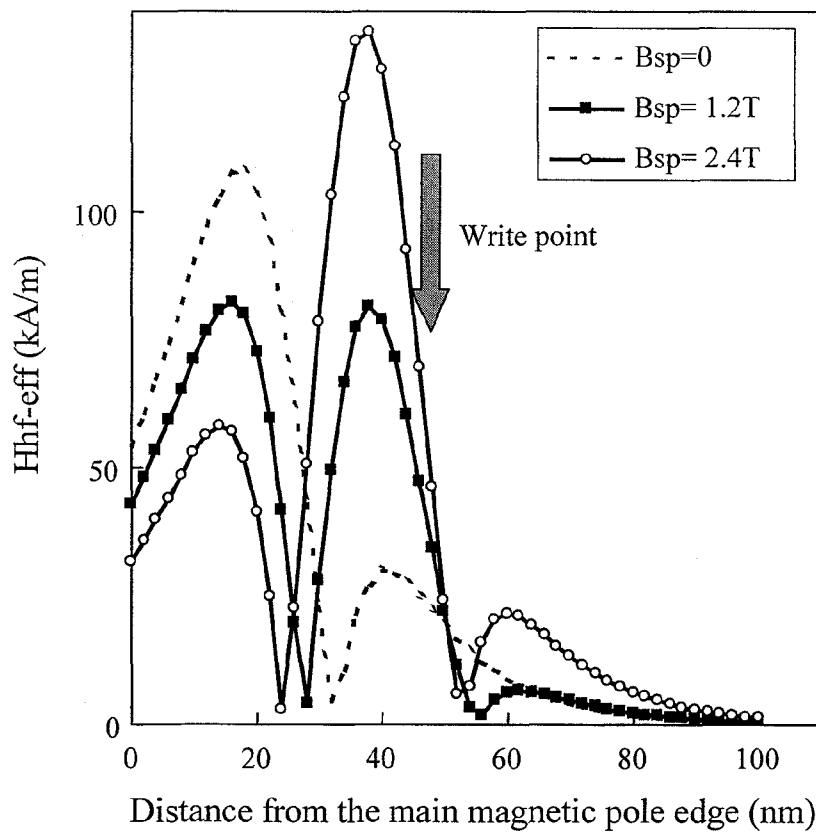 Bsp=0
Bsp= 1.2T
Bsp= 2.4T
Write point
Hhf-eff (kA/m)
100
50
0
0 20 40 60 80 100
Distance from the main magnetic pole edge (nm)